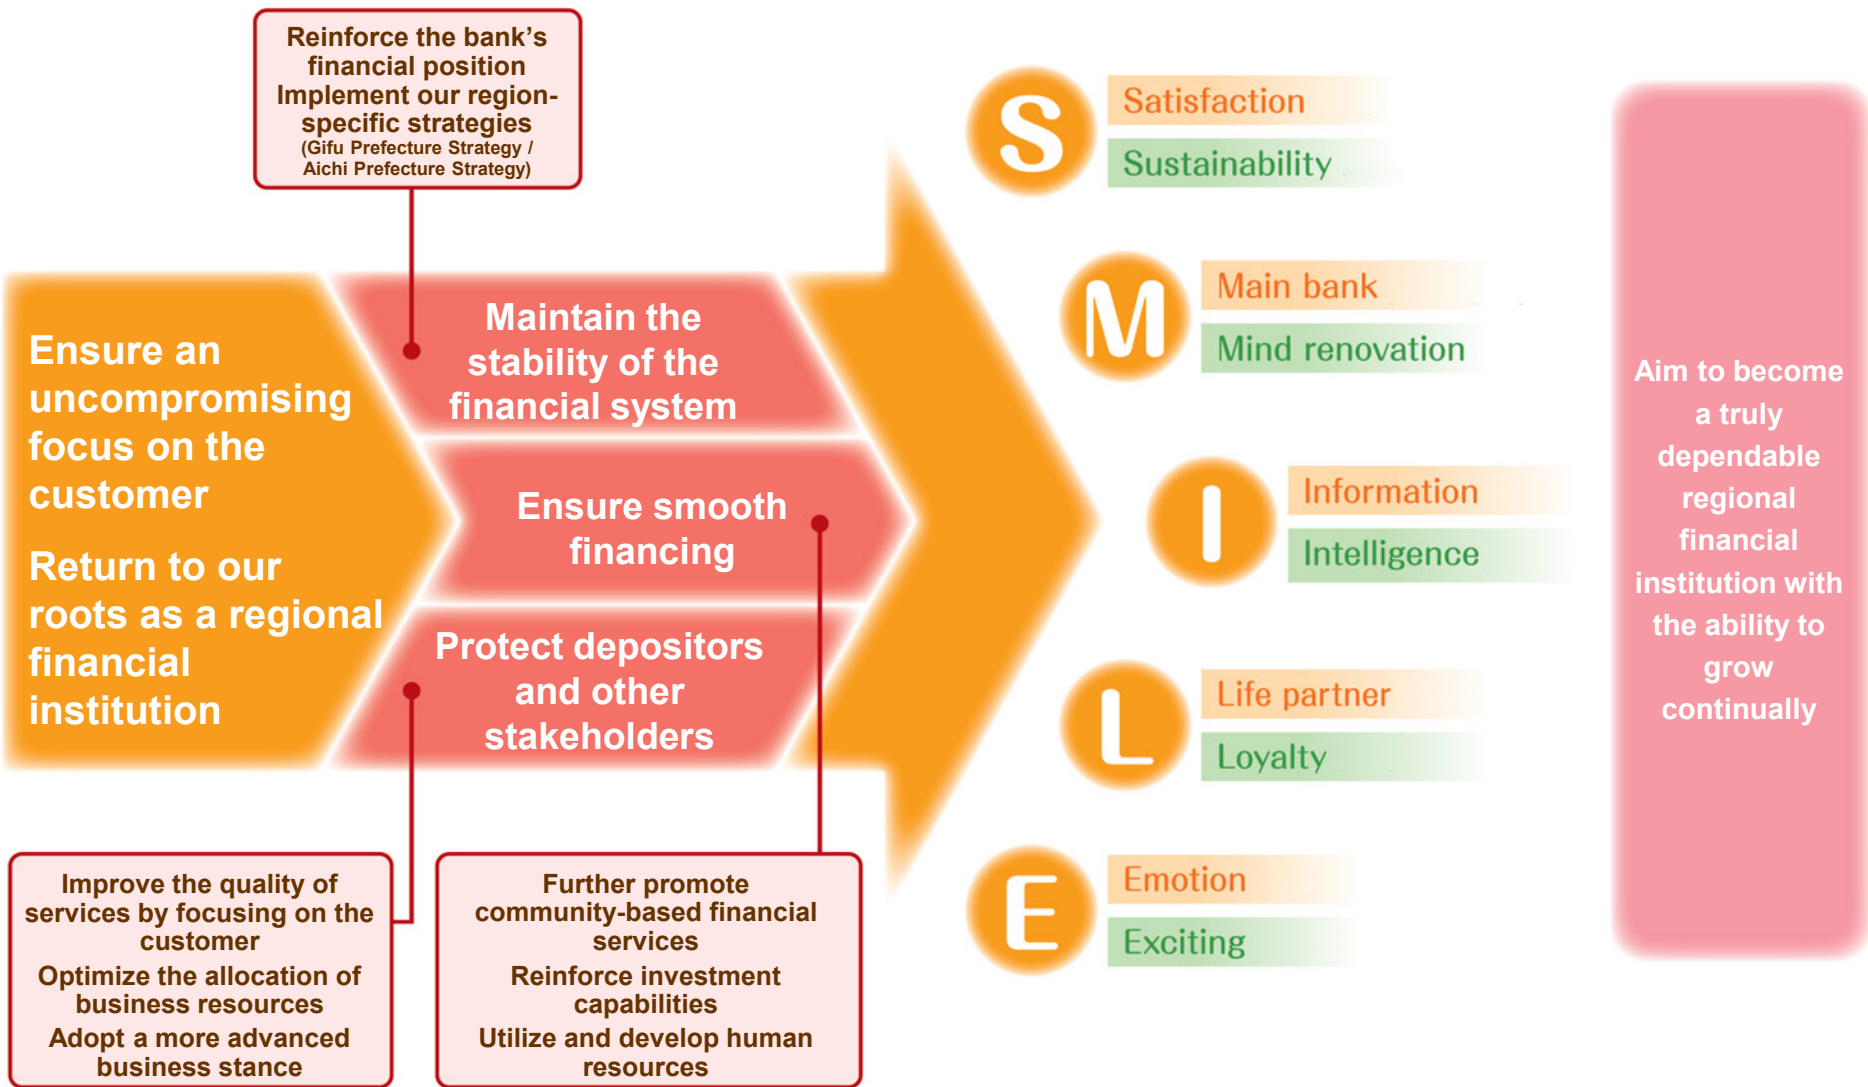 Reinforce the bank’s
financial position
Implement our region-
specific strategies
(Gifu Prefecture Strategy /
Aichi Prefecture Strategy)
Ensure an
uncompromising
focus on the
customer
Return to our
roots as a regional
financial
institution
Maintain the
stability of the
financial system
Ensure smooth
financing
Protect depositors
and other
stakeholders
Improve the quality of
services by focusing on the
customer
Optimize the allocation of
business resources
Adopt a more advanced
business stance
Further promote
community-based financial
services
Reinforce investment
capabilities
Utilize and develop human
resources
S
Satisfaction
Sustainability
M
Main bank
Mind renovation
I
Information
Intelligence
L
Life partner
Loyalty
E
Emotion
Exciting
Aim to become
a truly
dependable
regional
financial
institution with
the ability to
grow
continually